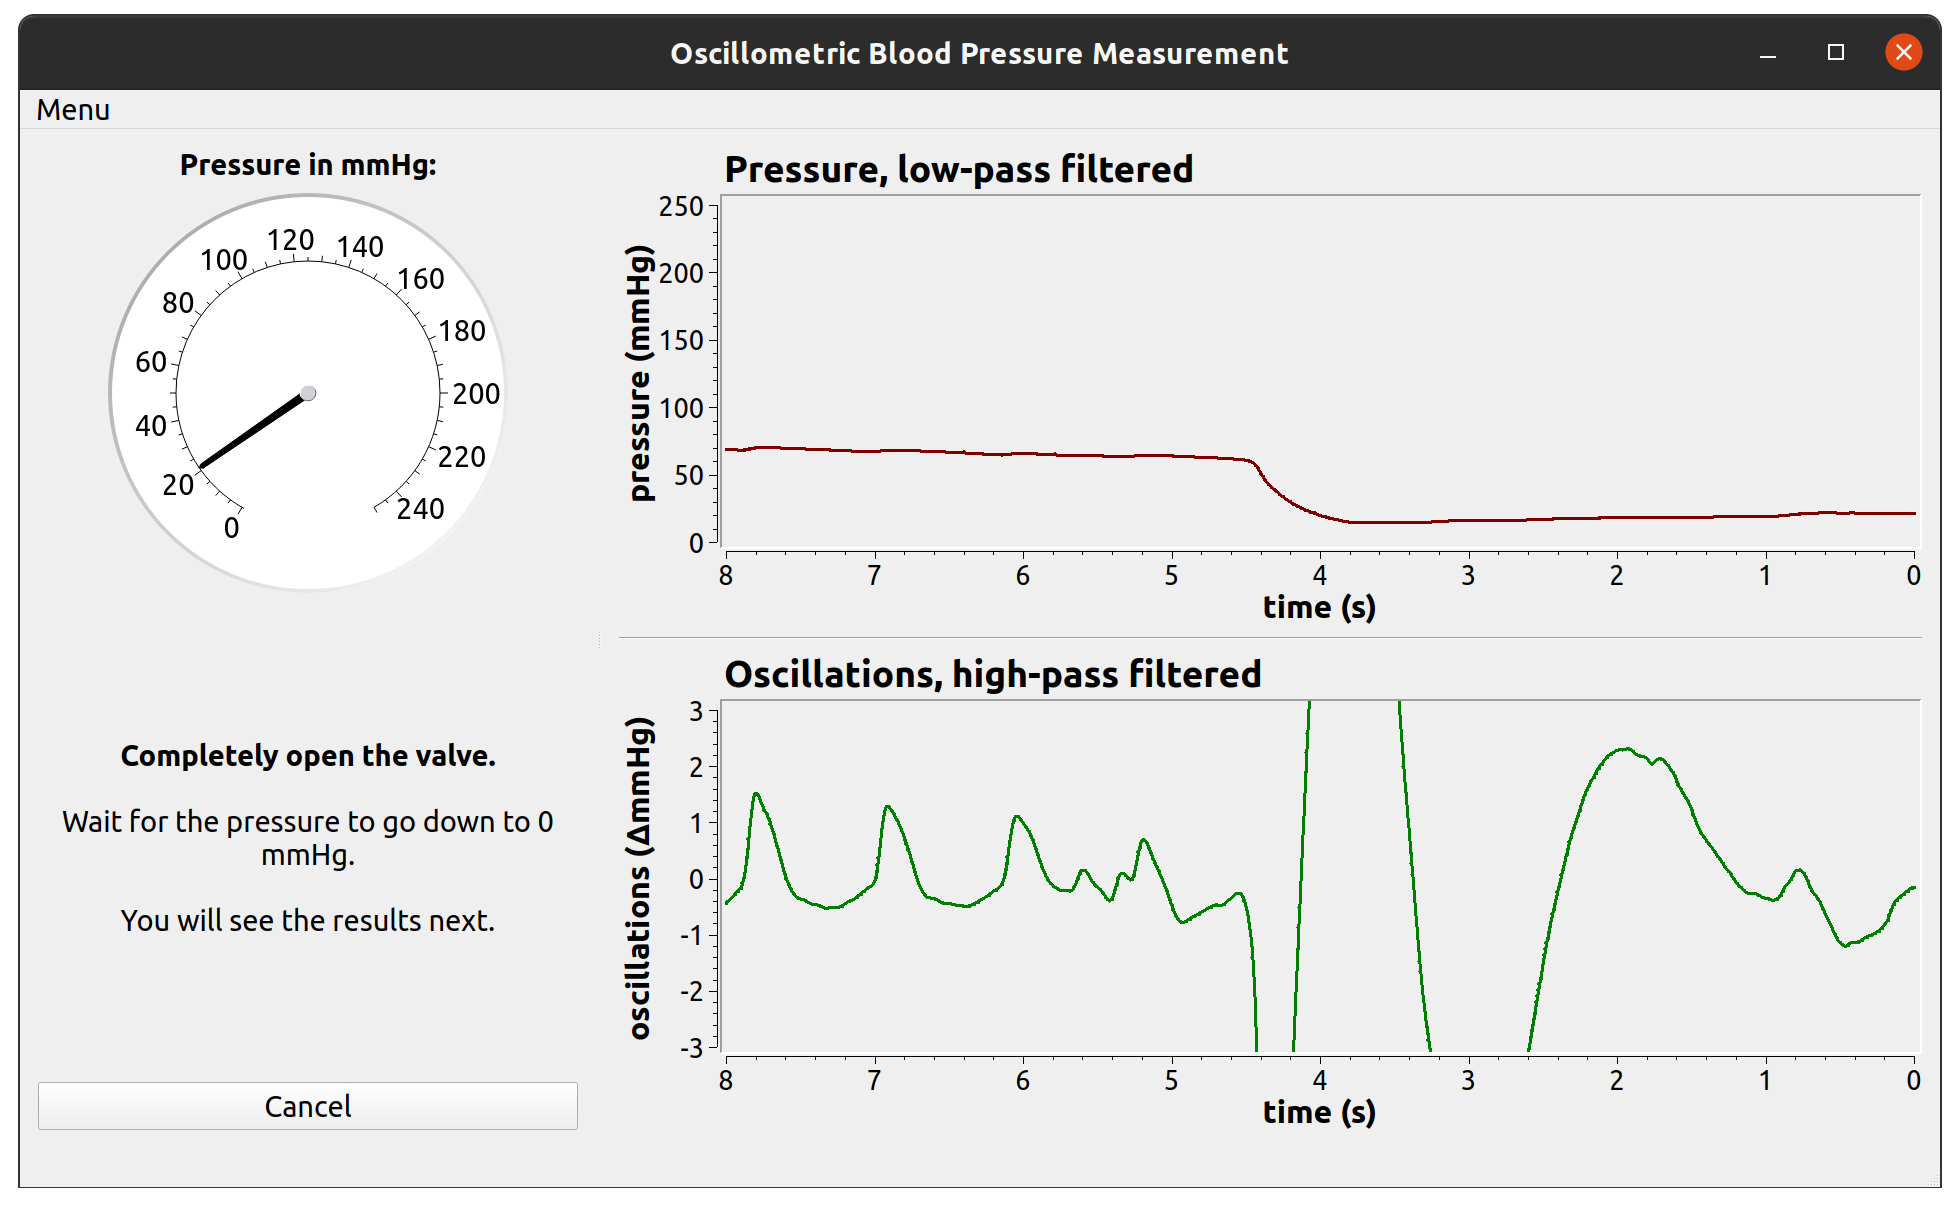 Oscillometric Blood Pressure Measurement
Menu
Pressure in mmHg:
0
20
40
60
80
100
120
140
160
180
200
220
240
Completely open the valve.
Wait for the pressure to go down to 0
mmHg.
You will see the results next.
Cancel
Pressure, low-pass filtered
pressure (mmHg)
250
200
150
100
50
0
8 7 6 5 4 3 2 1 0
time (s)
Oscillations, high-pass filtered
oscillations (ΔmmHg)
3
2
1
0
-1
-2
-3
8 7 6 5 4 3 2 1 0
time (s)